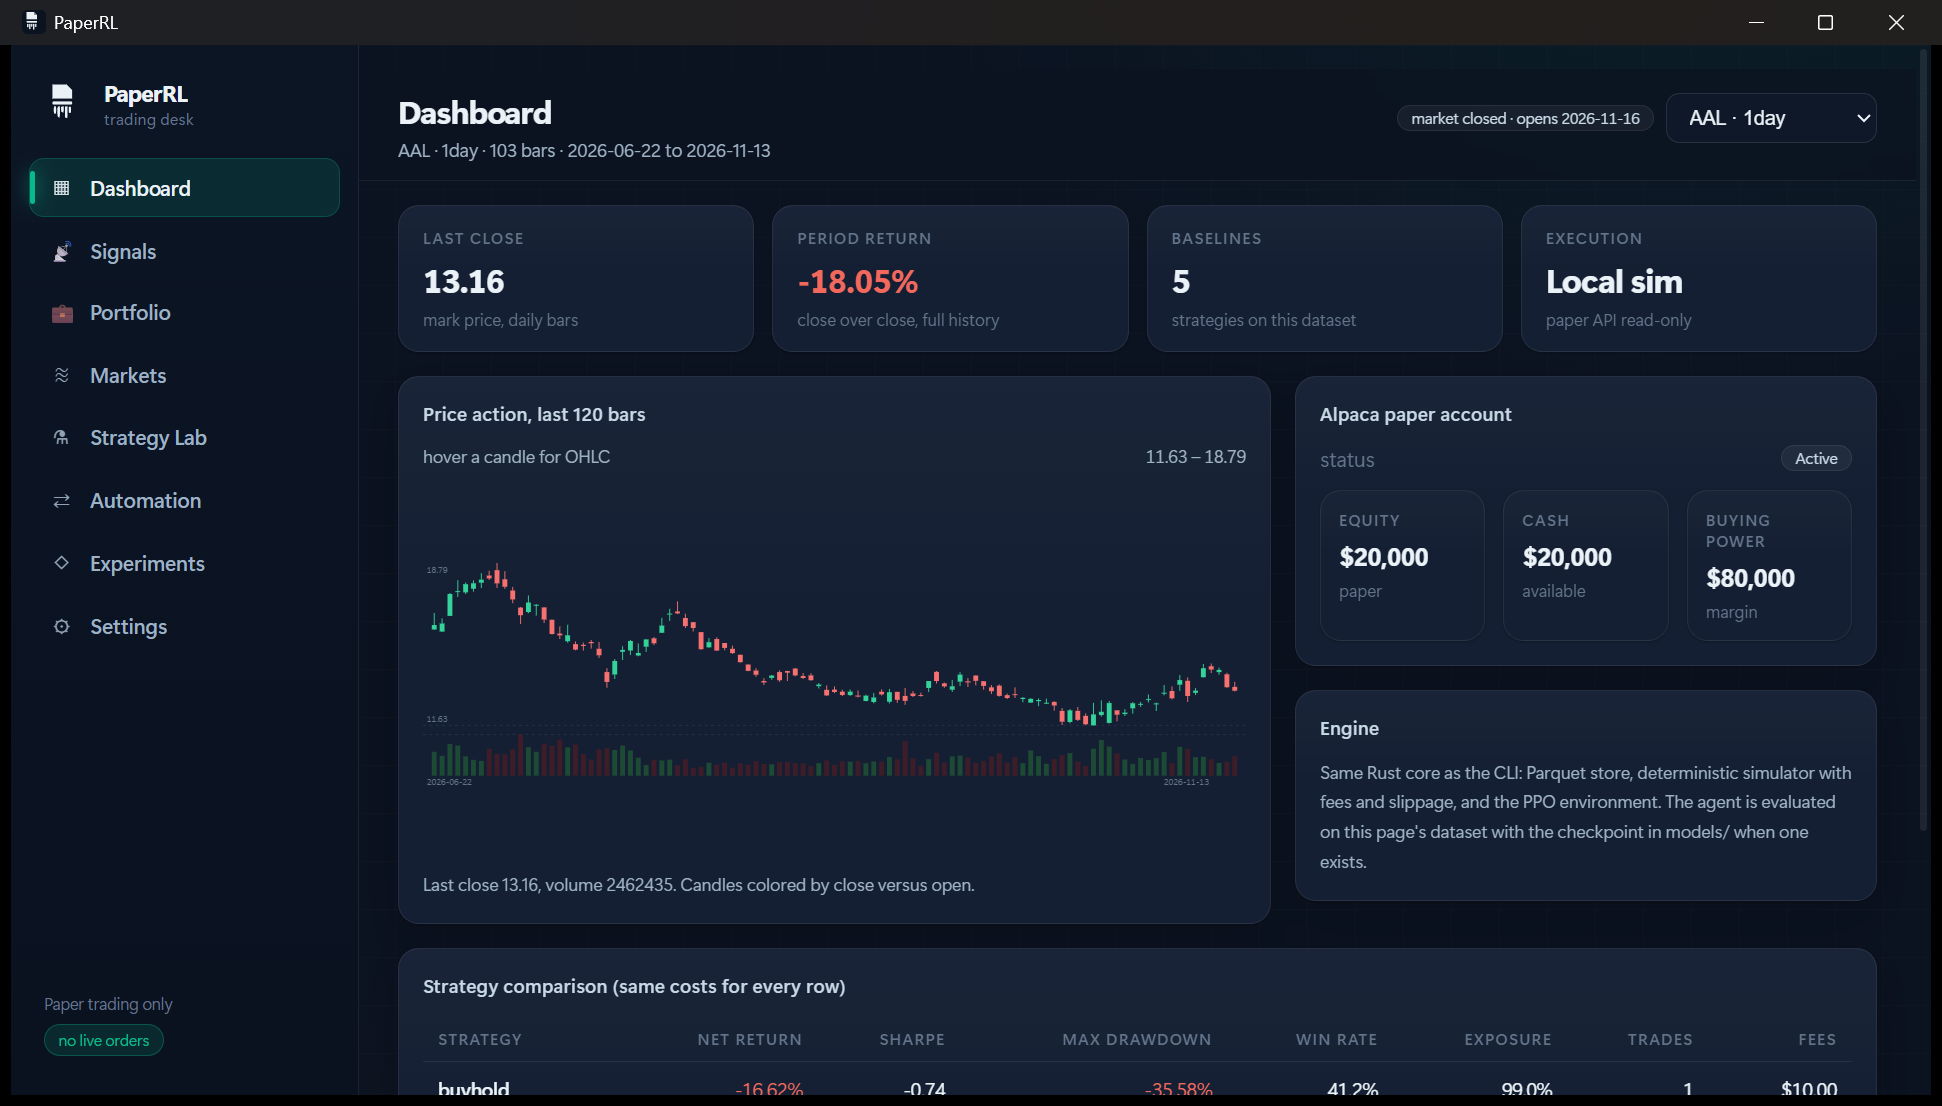 PaperRL
PaperRL
trading desk
Dashboard
Signals
Portfolio
Markets
Strategy Lab
Automation
Experiments
Settings
Paper trading only
no live orders
Dashboard
AAL · 1day · 103 bars · 2026-06-22 to 2026-11-13
market closed · opens 2026-11-16
AAL · 1day
LAST CLOSE
13.16
mark price, daily bars
PERIOD RETURN
-18.05%
close over close, full history
BASELINES
5
strategies on this dataset
EXECUTION
Local sim
paper API read-only
Price action, last 120 bars
hover a candle for OHLC
11.63 – 18.79
18.79
11.63
2026-06-22
2026-11-13
Last close 13.16, volume 2462435. Candles colored by close versus open.
Alpaca paper account
status
Active
EQUITY
$20,000
paper
CASH
$20,000
available
BUYING
POWER
$80,000
margin
Engine
Same Rust core as the CLI: Parquet store, deterministic simulator with
fees and slippage, and the PPO environment. The agent is evaluated
on this page's dataset with the checkpoint in models/ when one
exists.
Strategy comparison (same costs for every row)
STRATEGY NET RETURN SHARPE MAX DRAWDOWN WIN RATE EXPOSURE TRADES FEES
buyhold -16.62% -0.74 -35.58% 41.2% 99.0% 1 $10.00